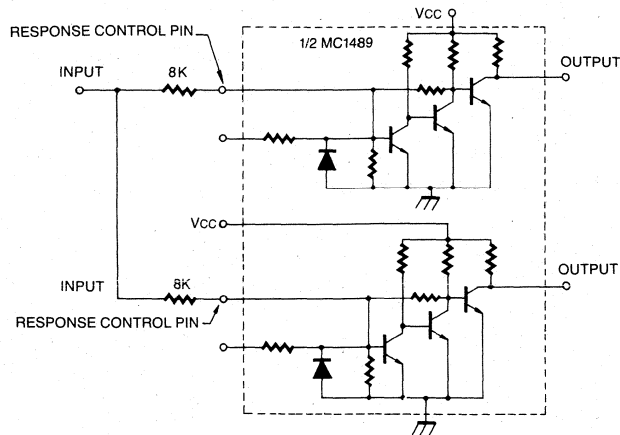 VCC
RESPONSE CONTROL PIN
1/2 MC1489
OUTPUT
INPUT
8K
VCC
OUTPUT
INPUT
8K
RESPONSE CONTROL PIN